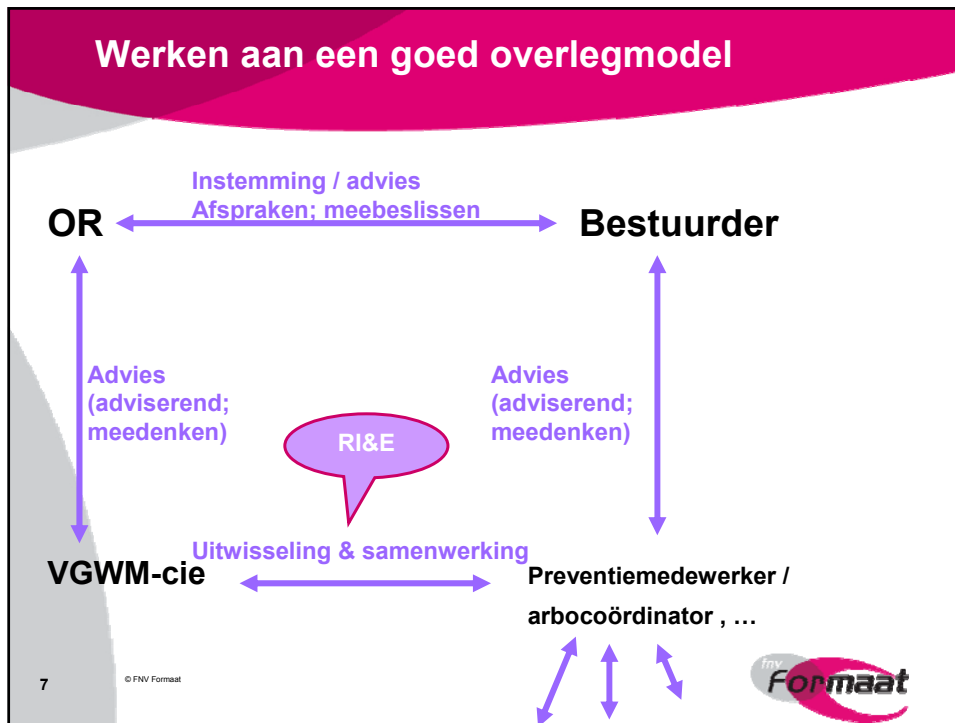 Werken aan een goed overlegmodel
Instemming / advies
Afspraken; meebeslissen
OR
Bestuurder
Advies
(adviserend;
meedenken)
Advies
(adviserend;
meedenken)
RI&E
Uitwisseling & samenwerking
VGWM-cie
Preventiemedewerker /
arbocoördinator , …
7
© FNV Formaat
fnv
Formaat